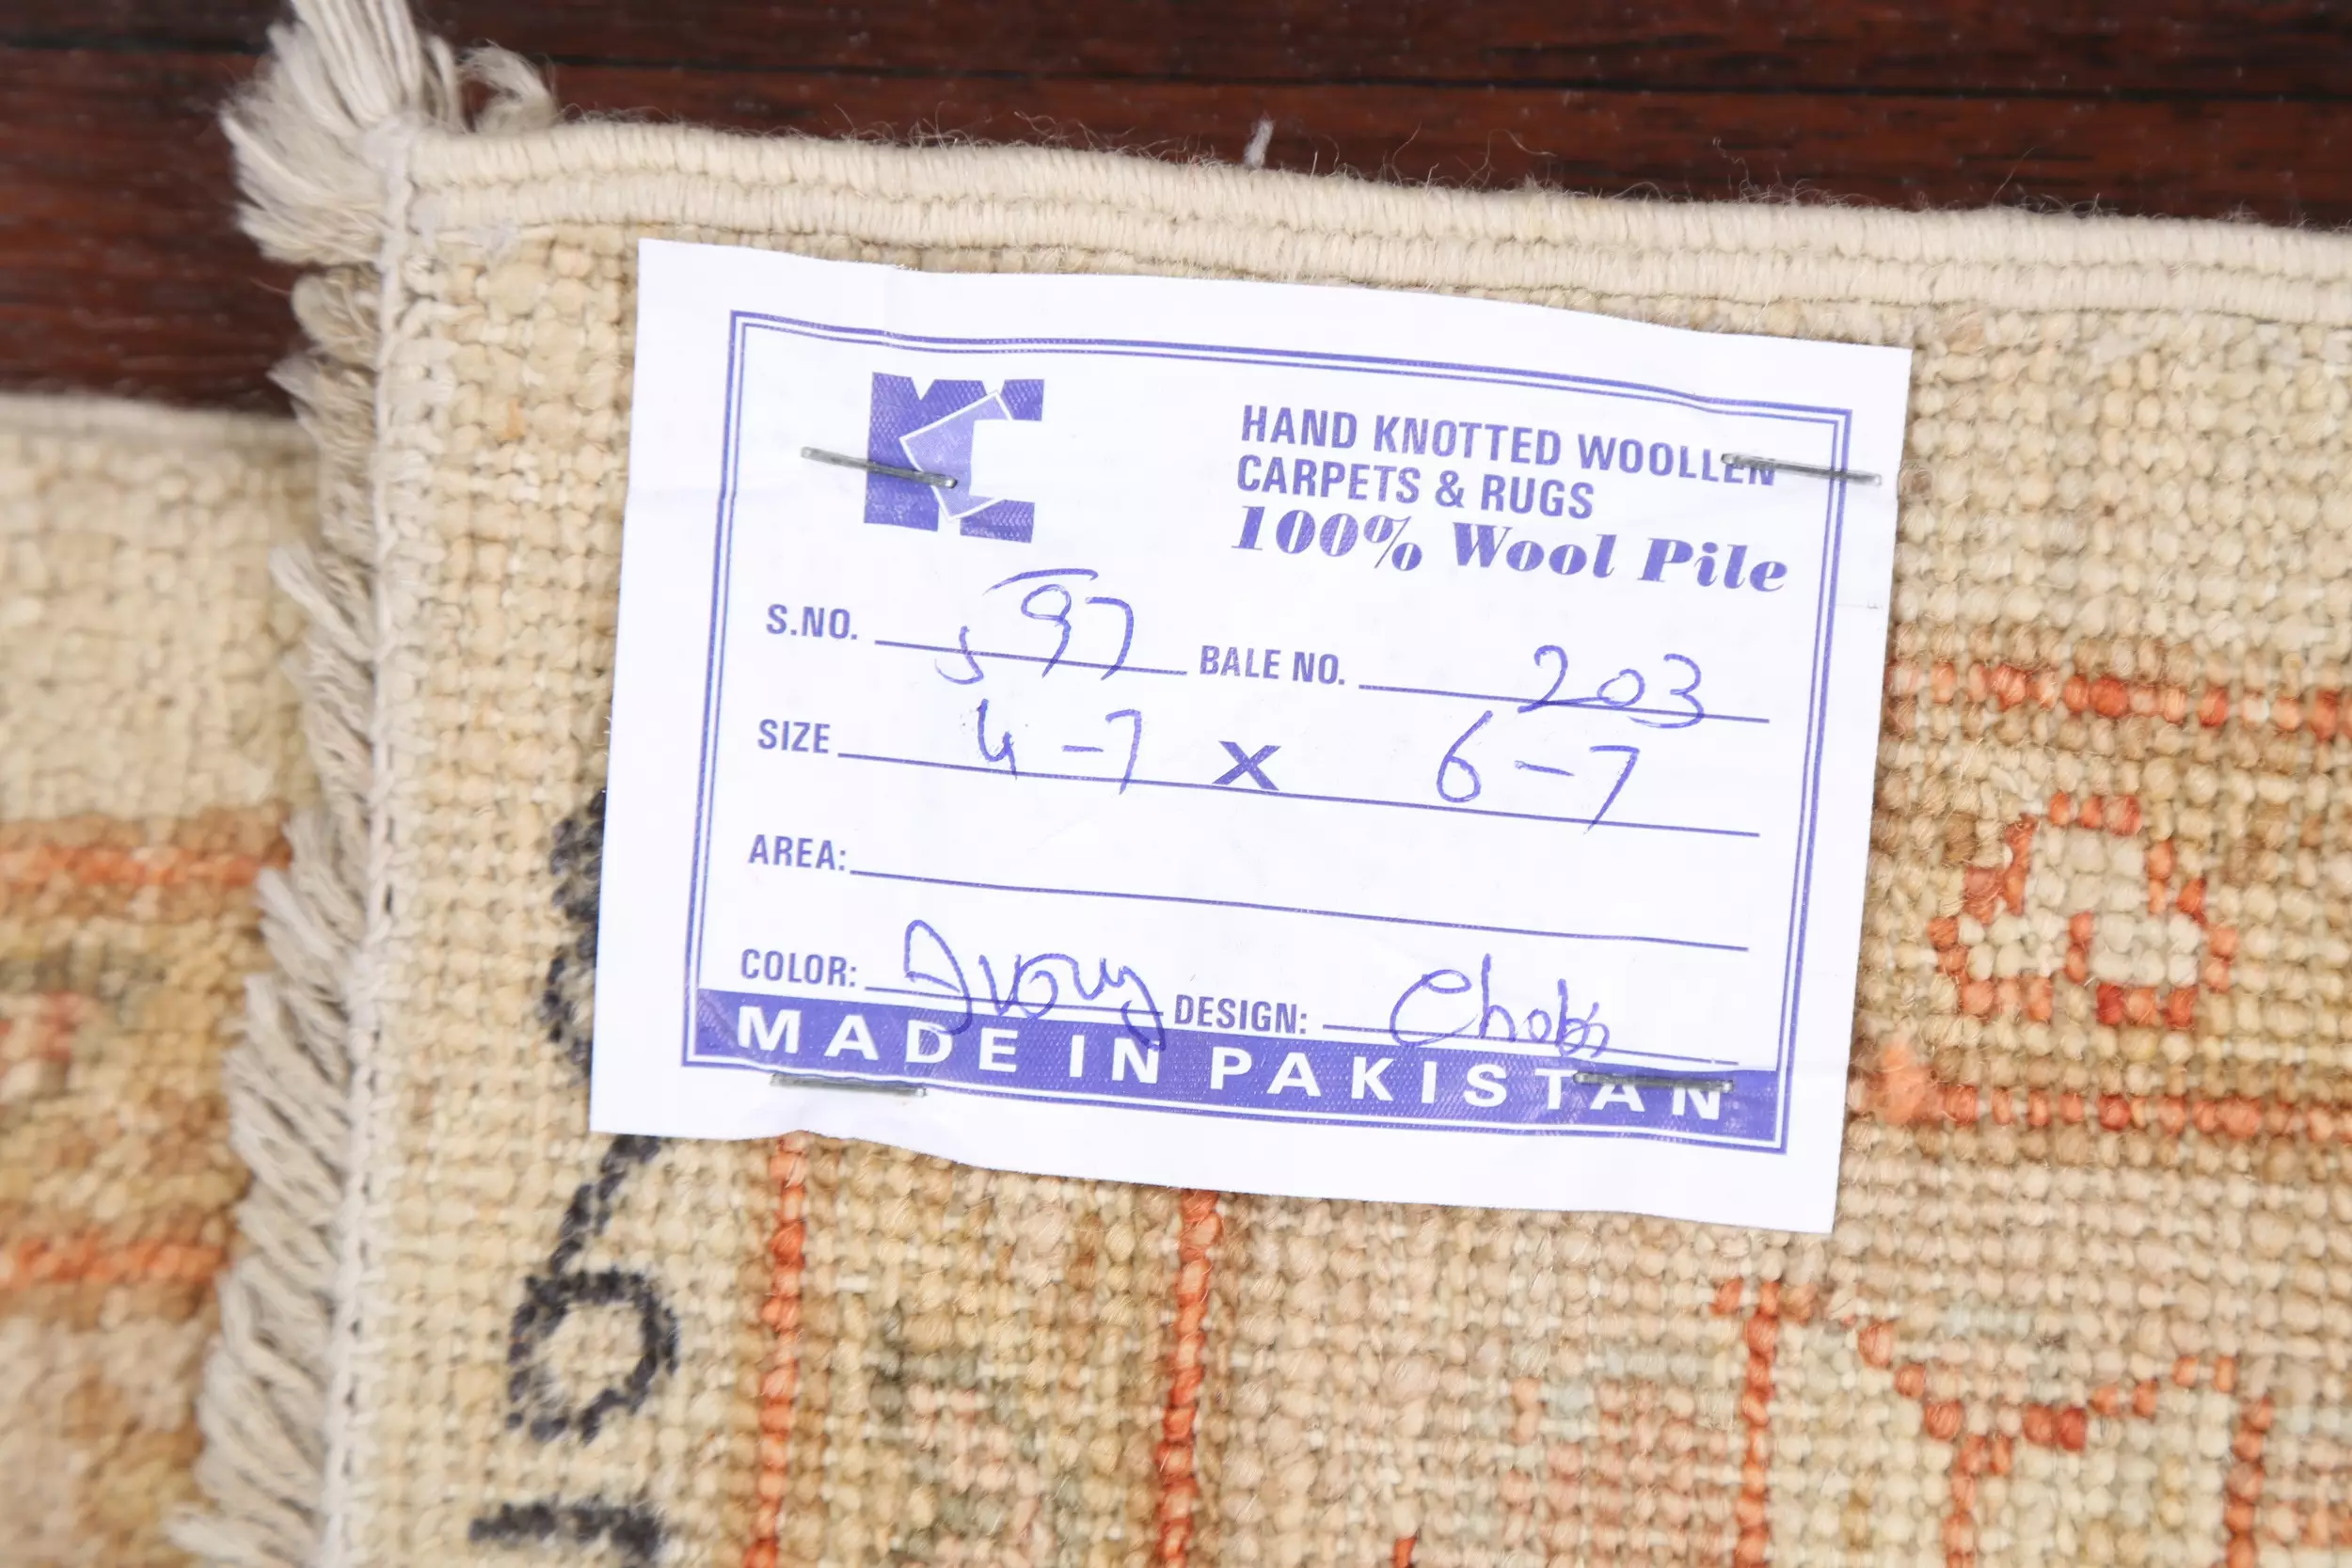 KC
HAND KNOTTED WOOLLEN
CARPETS & RUGS
100% Wool Pile
S.NO. 597 BALE NO. 203
SIZE 4-7 X 6-7
AREA:
COLOR: Ivory DESIGN: Chobi
MADE IN PAKISTAN